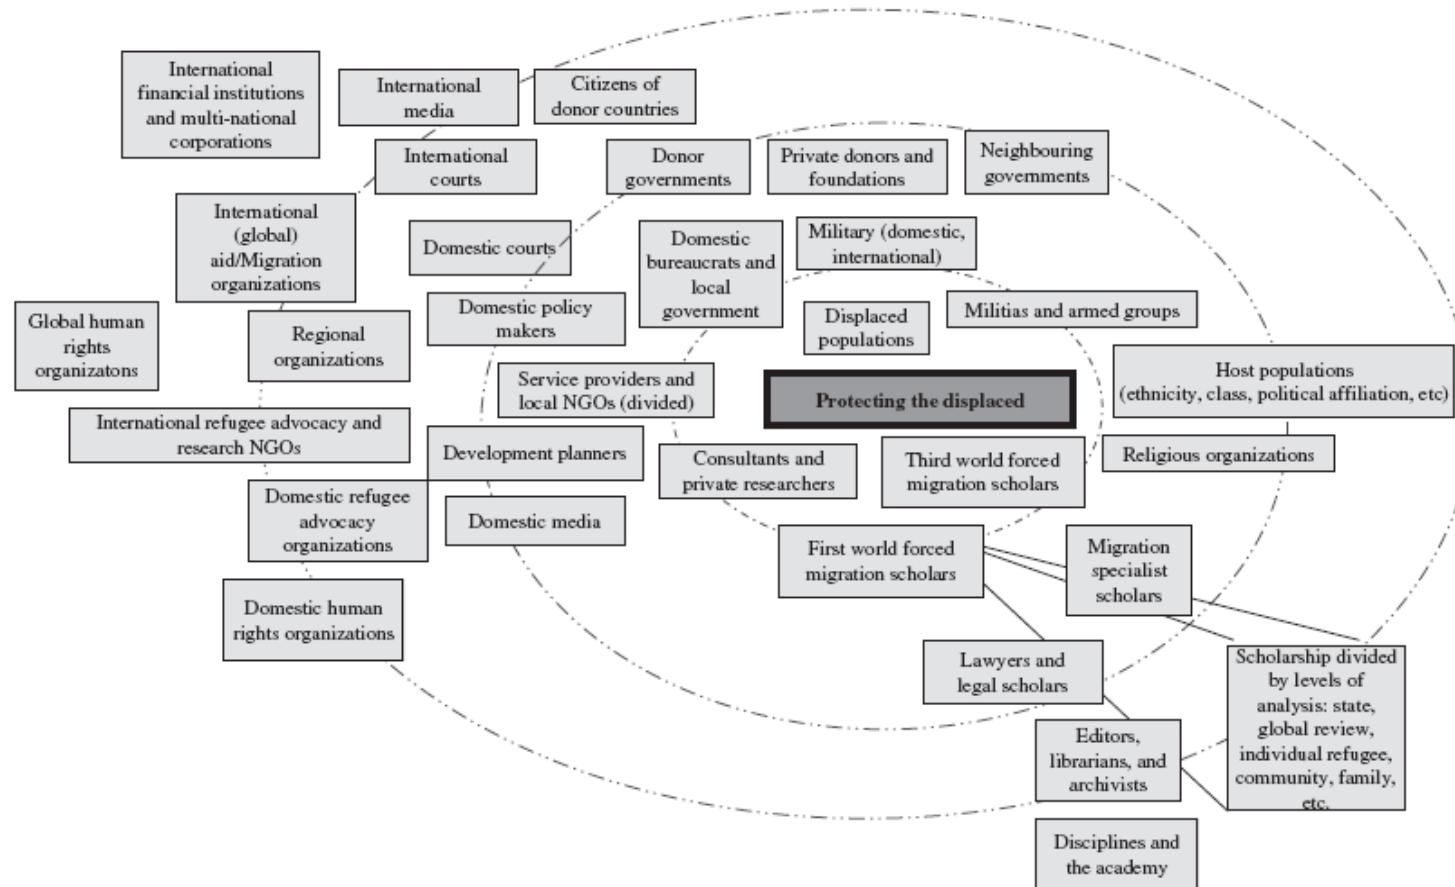 International
financial institutions
and multi-national
corporations
International
media
Citizens of
donor countries
International
courts
Donor
governments
Private donors and
foundations
Neighbouring
governments
International
(global)
aid/Migration
organizations
Domestic courts
Domestic
bureaucrats and
local
government
Military (domestic,
international)
Global human
rights
organizatons
Regional
organizations
Domestic policy
makers
Displaced
populations
Militias and armed groups
Service providers and
local NGOs (divided)
Protecting the displaced
Host populations
(ethnicity, class, political affiliation, etc)
International refugee advocacy and
research NGOs
Development planners
Consultants and
private researchers
Third world forced
migration scholars
Religious organizations
Domestic refugee
advocacy
organizations
Domestic media
First world forced
migration scholars
Migration
specialist
scholars
Domestic human
rights organizations
Lawyers and
legal scholars
Scholarship divided
by levels of
analysis: state,
global review,
individual refugee,
community, family,
etc.
Editors,
librarians, and
archivists
Disciplines and
the academy